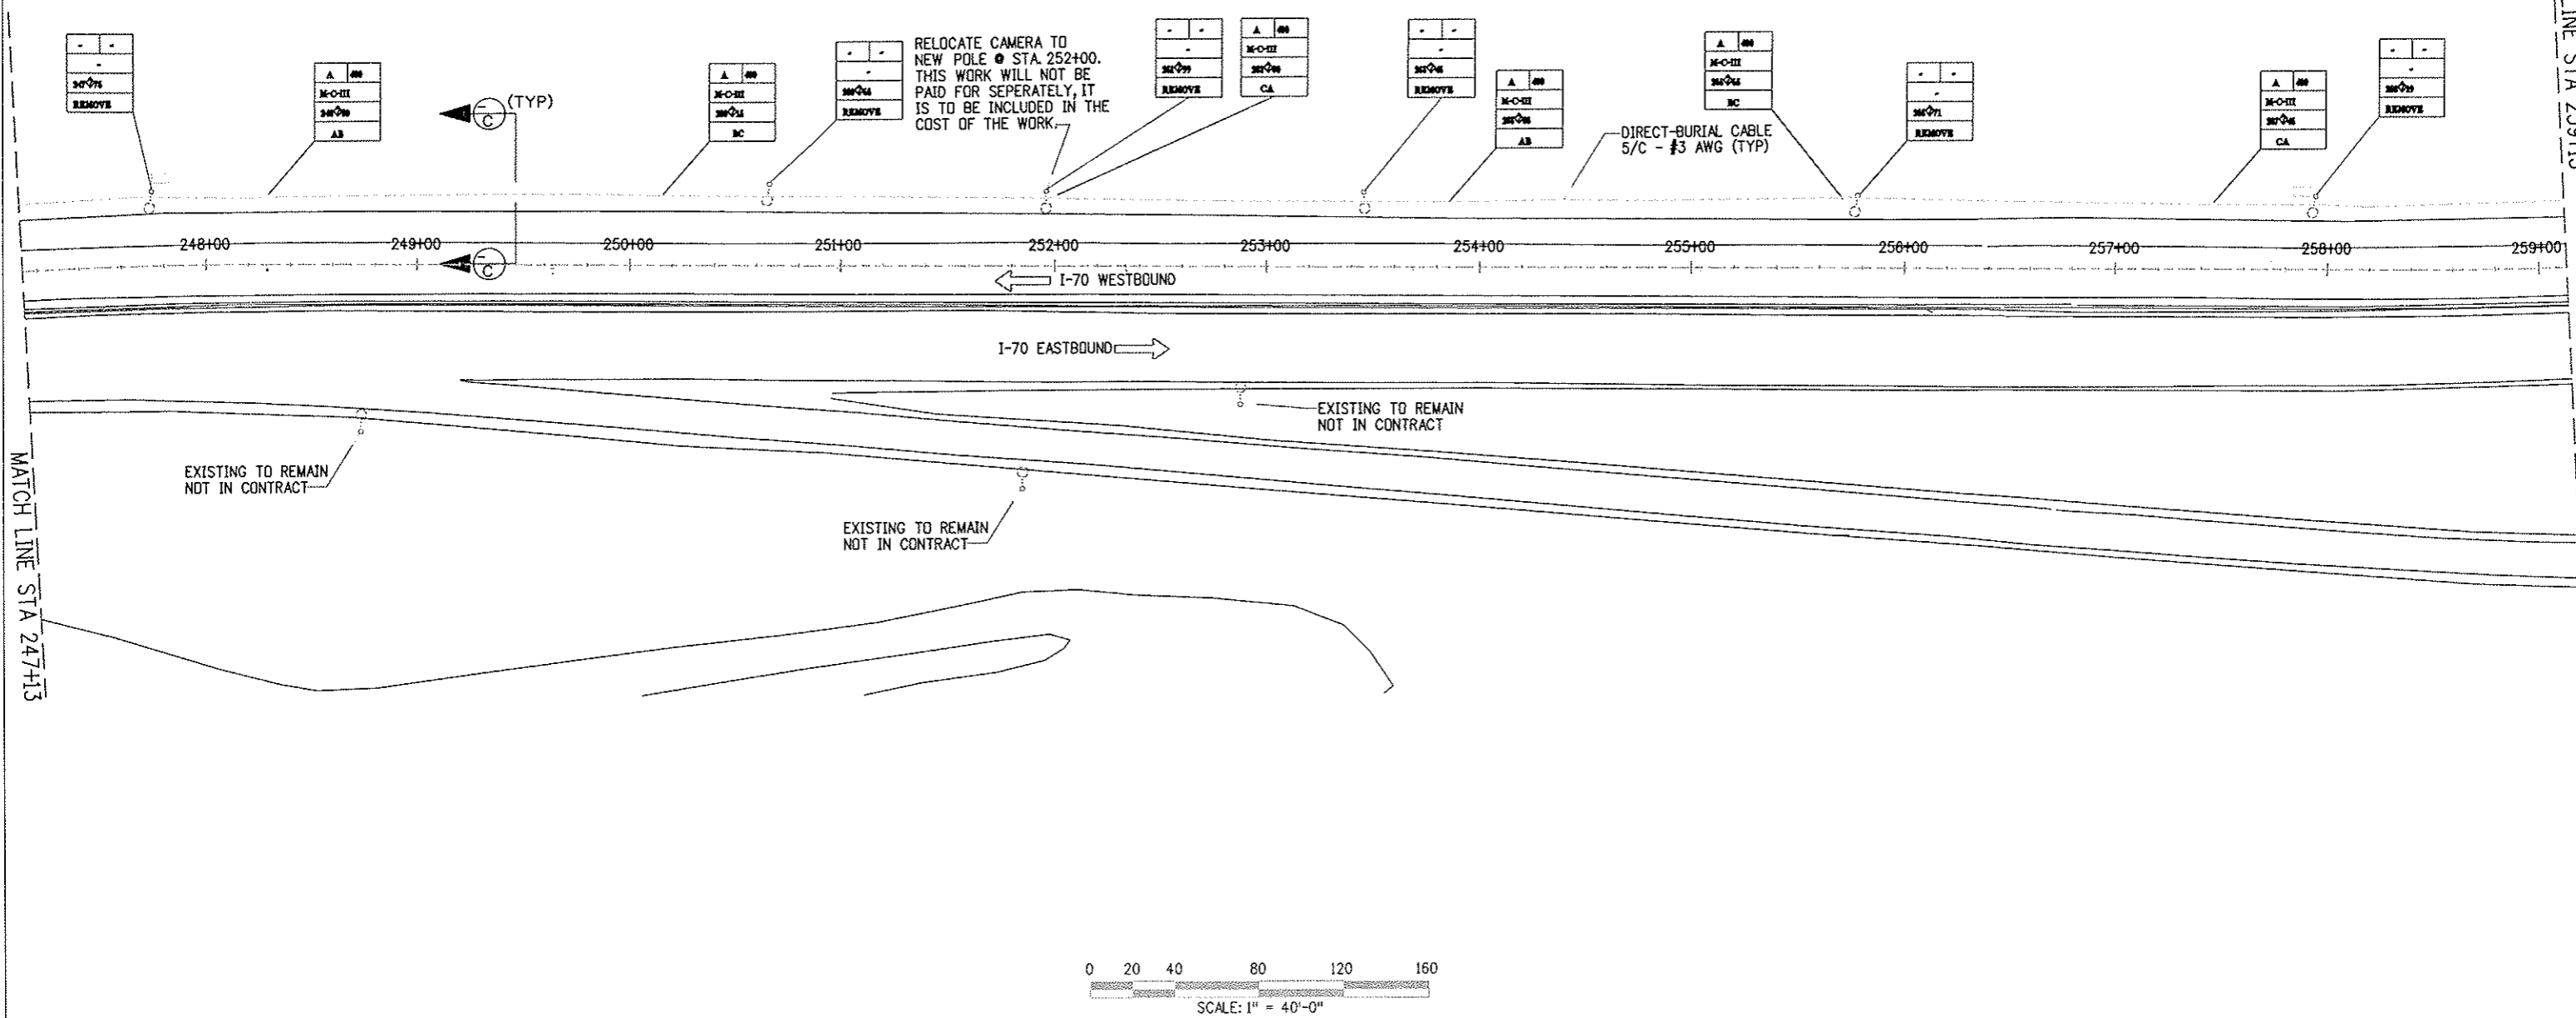 REMOVE
A
M-C-III
AB
(TYP)
C
C
A
M-C-III
BC
REMOVE
RELOCATE CAMERA TO
NEW POLE @ STA. 252+00.
THIS WORK WILL NOT BE
PAID FOR SEPERATELY, IT
IS TO BE INCLUDED IN THE
COST OF THE WORK.
REMOVE
A
M-C-III
CA
REMOVE
A
M-C-III
AB
DIRECT-BURIAL CABLE
5/C - #3 AWG (TYP)
A
M-C-III
BC
REMOVE
A
M-C-III
CA
REMOVE
248+00
249+00
250+00
251+00
252+00
253+00
254+00
255+00
256+00
257+00
258+00
259+00
I-70 WESTBOUND
I-70 EASTBOUND
EXISTING TO REMAIN
NOT IN CONTRACT
EXISTING TO REMAIN
NOT IN CONTRACT
EXISTING TO REMAIN
NOT IN CONTRACT
MATCH LINE STA 247+13
0 20 40 80 120 160
SCALE: 1" = 40'-0"